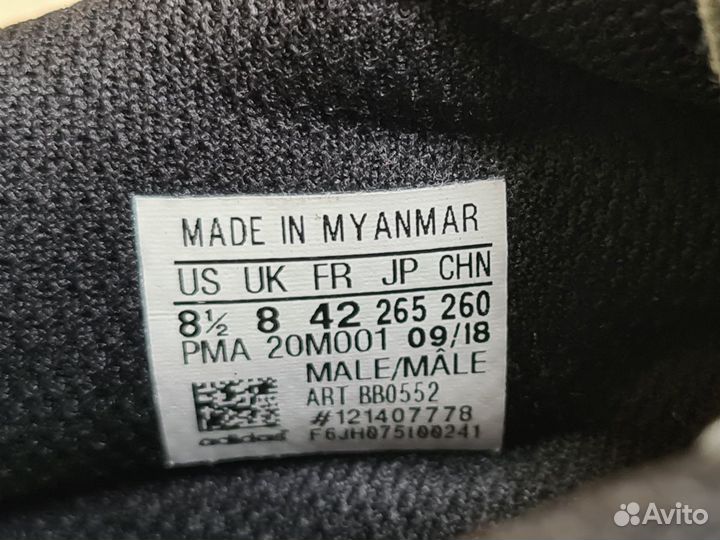 MADE IN MYANMAR
US UK FR JP CHN
8½ 8 42 265 260
PMA 20M001 09/18
MALE/MÂLE
ART BB0552
#121407778
adidas F6JH075100241
Avito